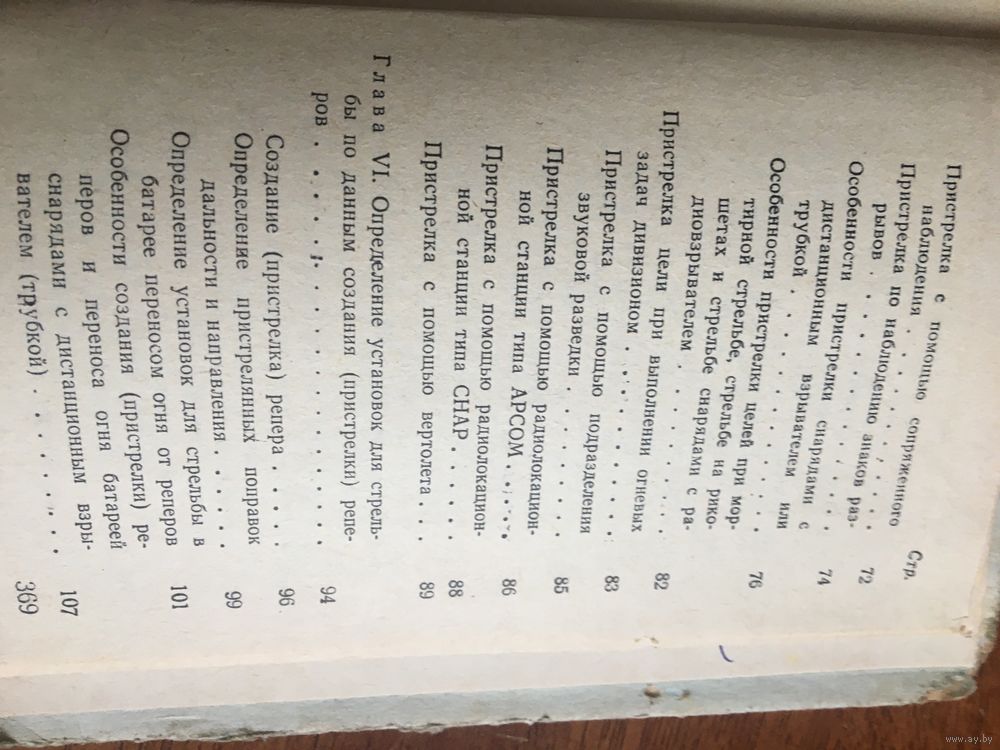 Стр.
Пристрелка с помощью сопряженного
наблюдения . . . . . . . . . 72
Пристрелка по наблюдению знаков раз-
рывов . . . . . . . . . . . 74
Особенности пристрелки снарядами с
дистанционным взрывателем или
трубкой . . . . . . . . . . 76
Особенности пристрелки целей при мор-
тирной стрельбе, стрельбе на рико-
шетах и стрельбе снарядами с ра-
диовзрывателем . . . . . . . 82
Пристрелка цели при выполнении огневых
задач дивизионом . . . . . . . 83
Пристрелка с помощью подразделения
звуковой разведки . . . . . . . 85
Пристрелка с помощью радиолокацион-
ной станции типа АРСОМ . . . . . 86
Пристрелка с помощью радиолокацион-
ной станции типа СНАР . . . . . 88
Пристрелка с помощью вертолета . . . 89
Глава VI. Определение установок для стрель-
бы по данным создания (пристрелки) репе-
ров . . . . . . . . . . . . . 94
Создание (пристрелка) репера . . . . 96
Определение пристрелянных поправок
дальности и направления . . . . . 99
Определение установок для стрельбы в
батарее переносом огня от реперов 101
Особенности создания (пристрелки) ре-
перов и переноса огня батареей
снарядами с дистанционным взры-
вателем (трубкой) . . . . . . . 107
369
www.ay.by